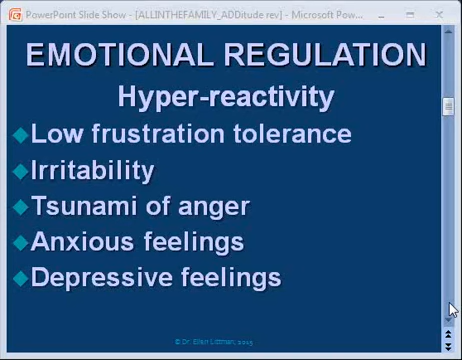 PowerPoint Slide Show - [ALLINTHEFAMILY_ADDitude rev] - Microsoft Pow...
EMOTIONAL REGULATION
Hyper-reactivity
Low frustration tolerance
Irritability
Tsunami of anger
Anxious feelings
Depressive feelings
© Dr. Ellen Littman, 2015